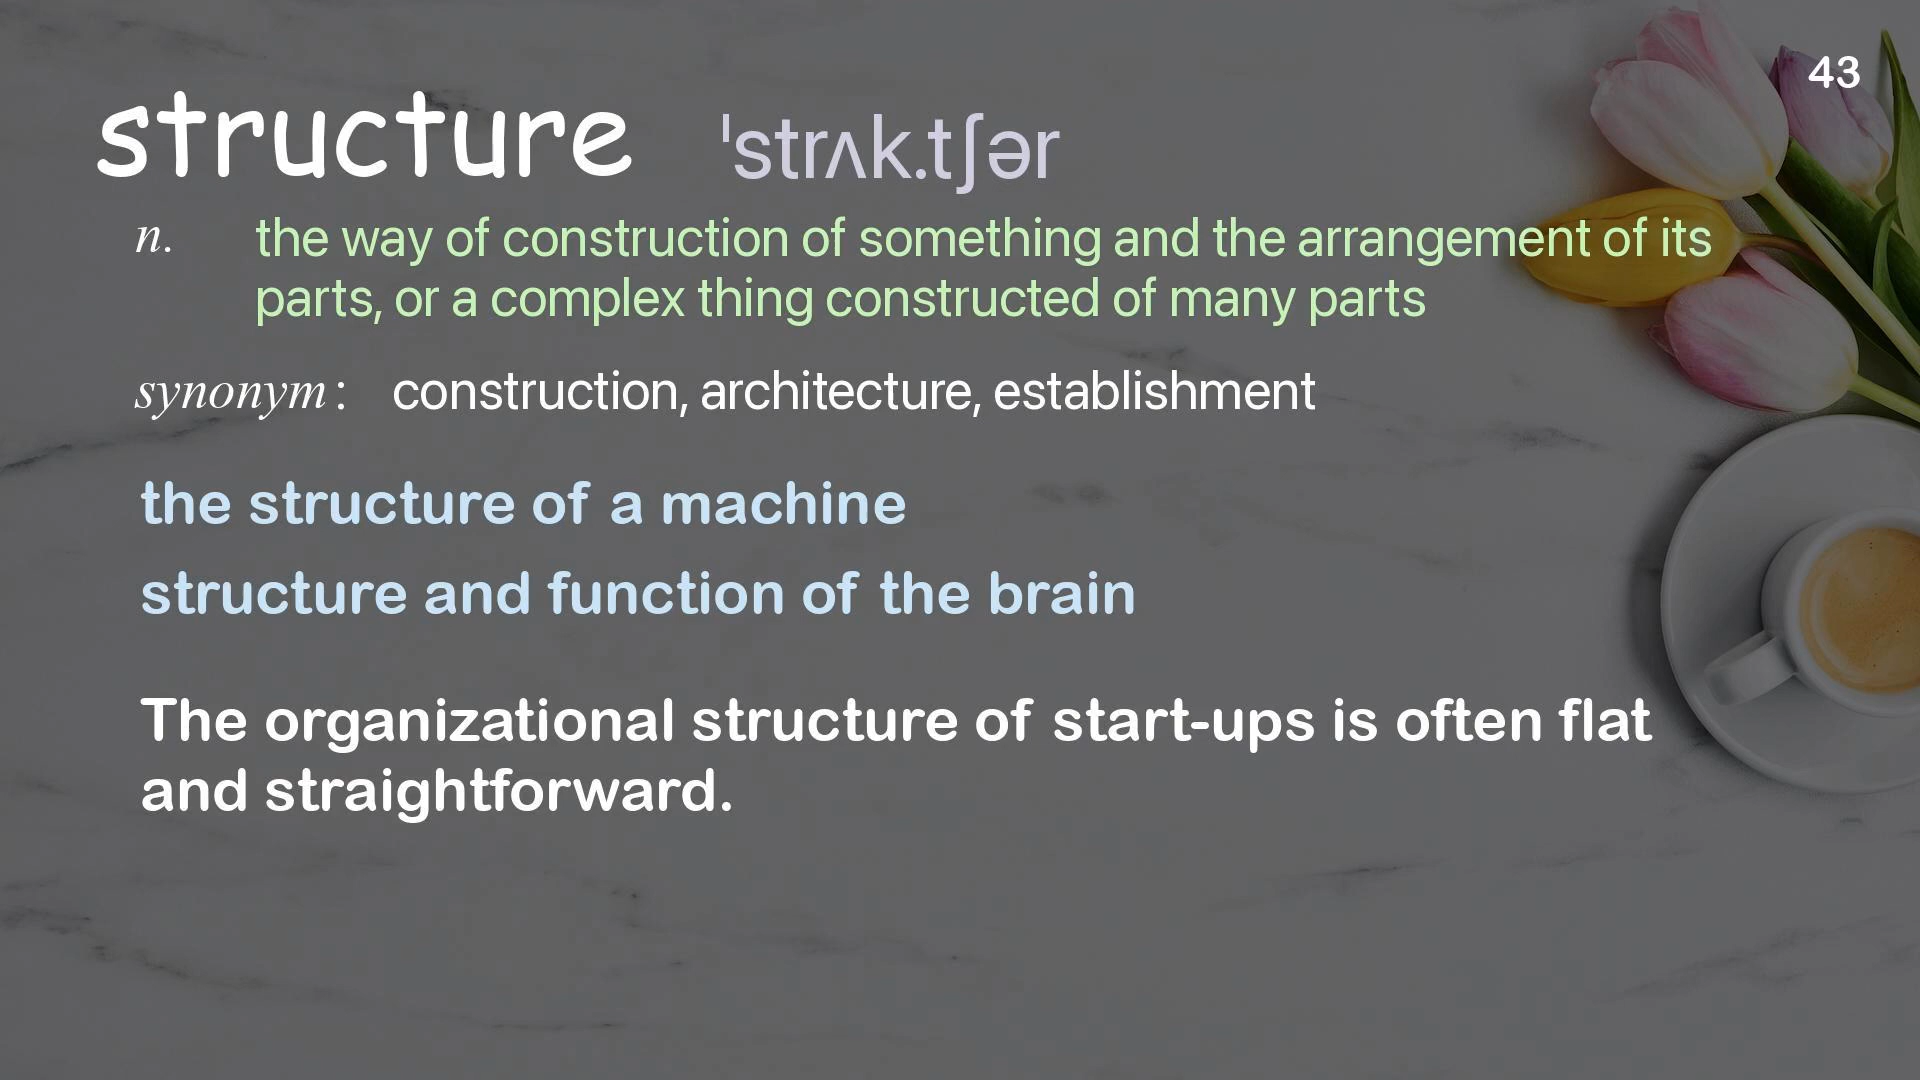 43
structure ˈstrʌk.tʃər
n. the way of construction of something and the arrangement of its
parts, or a complex thing constructed of many parts
synonym: construction, architecture, establishment
the structure of a machine
structure and function of the brain
The organizational structure of start-ups is often flat
and straightforward.